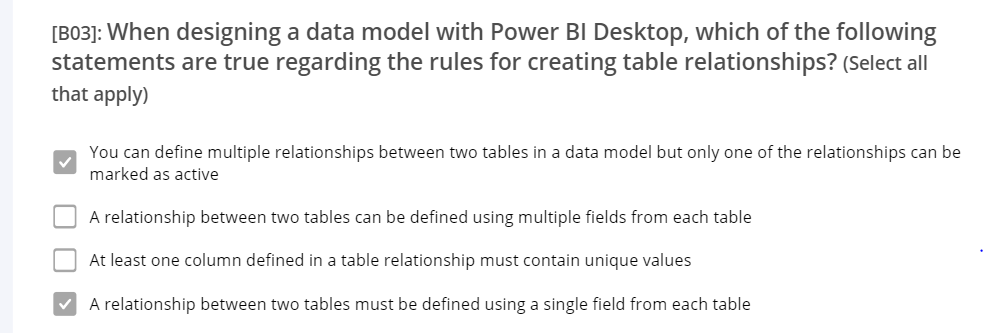 [B03]: When designing a data model with Power BI Desktop, which of the following
statements are true regarding the rules for creating table relationships? (Select all
that apply)
You can define multiple relationships between two tables in a data model but only one of the relationships can be
marked as active
A relationship between two tables can be defined using multiple fields from each table
At least one column defined in a table relationship must contain unique values
A relationship between two tables must be defined using a single field from each table